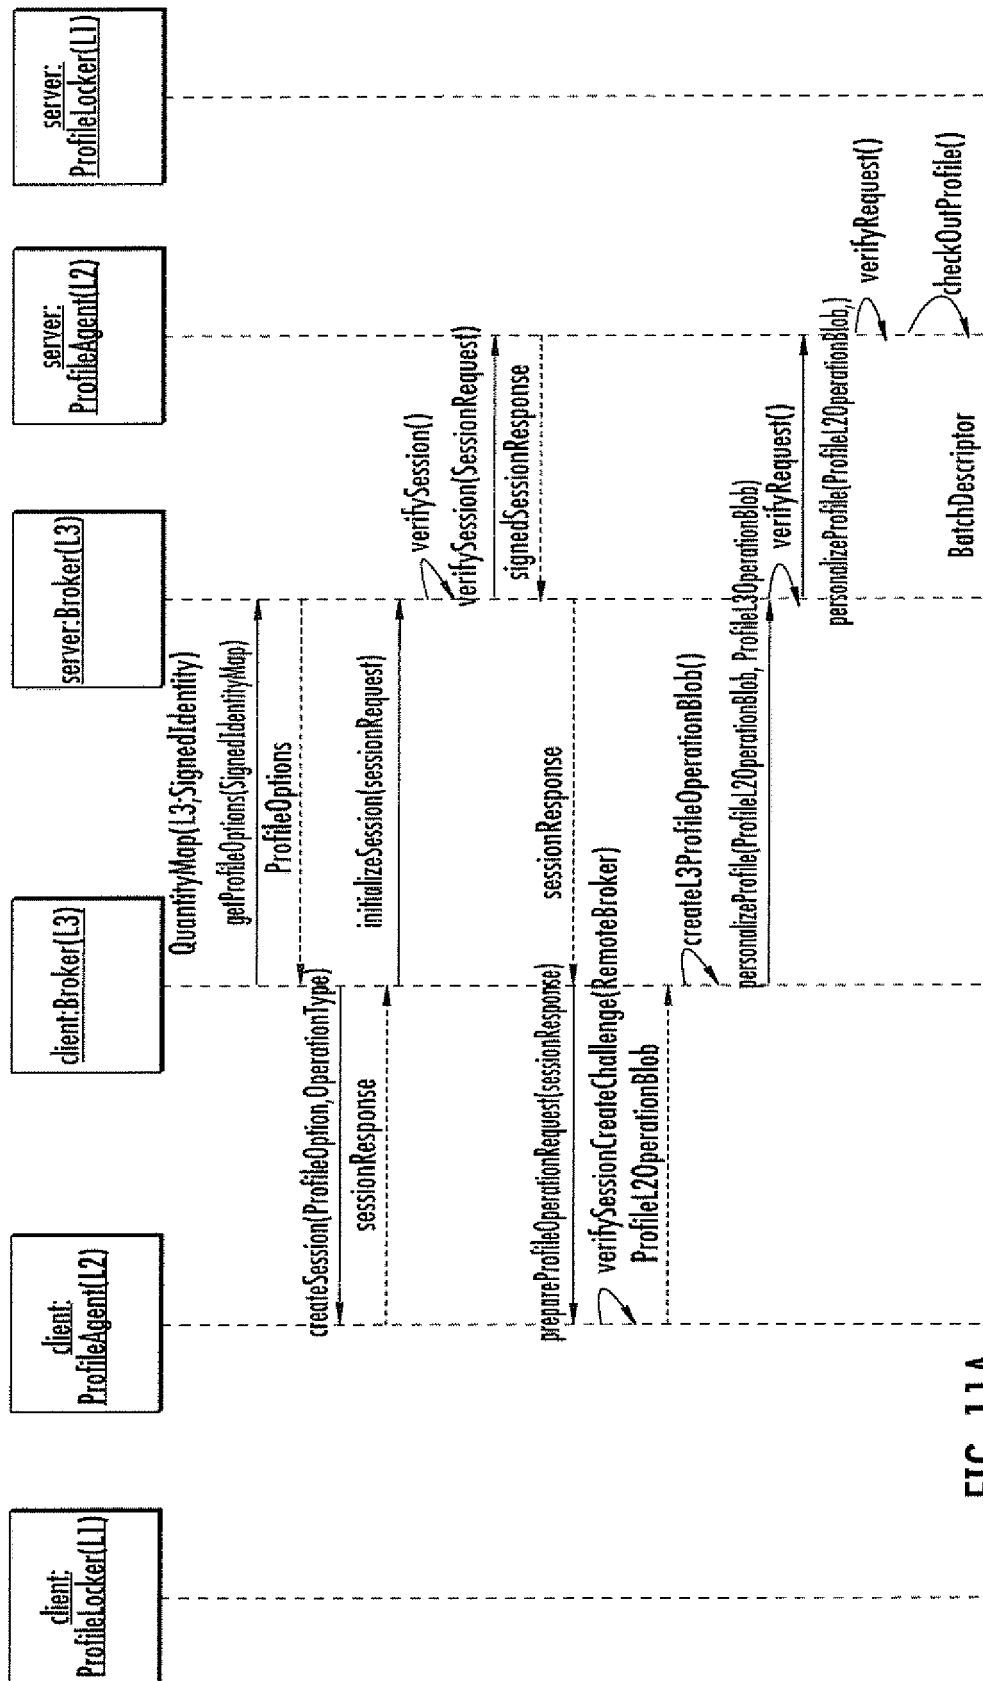 client:
ProfileLocker(L1)
client:
ProfileAgent(L2)
client:Broker(L3)
server:Broker(L3)
server:
ProfileAgent(L2)
server:
ProfileLocker(L1)
QuantityMap(L3;SignedIdentity)
getProfileOptions(SignedIdentityMap)
ProfileOptions
createSession(ProfileOption,OperationType)
sessionResponse
initializeSession(sessionRequest)
verifySession()
verifySession(SessionRequest)
signedSessionResponse
sessionResponse
prepareProfileOperationRequest(sessionResponse)
verifySessionCreateChallenge(RemoteBroker)
ProfileL2OperationBlob
createL3ProfileOperationBlob()
personalizeProfile(ProfileL2OperationBlob, ProfileL3OperationBlob)
verifyRequest()
personalizeProfile(ProfileL2OperationBlob,)
verifyRequest()
checkOutProfile()
BatchDescriptor
FIG. 11A